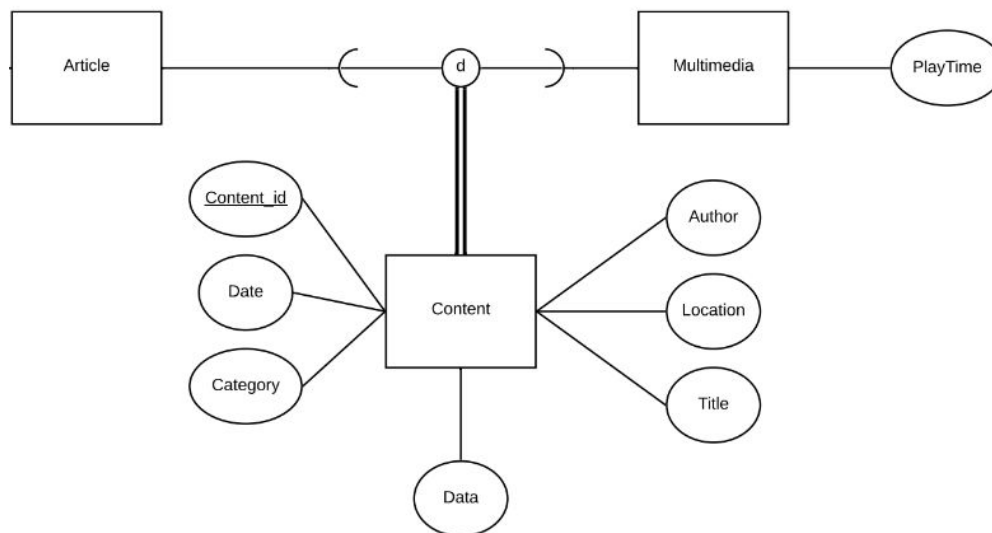 Article
d
Multimedia
PlayTime
Content_id
Author
Date
Content
Location
Category
Title
Data